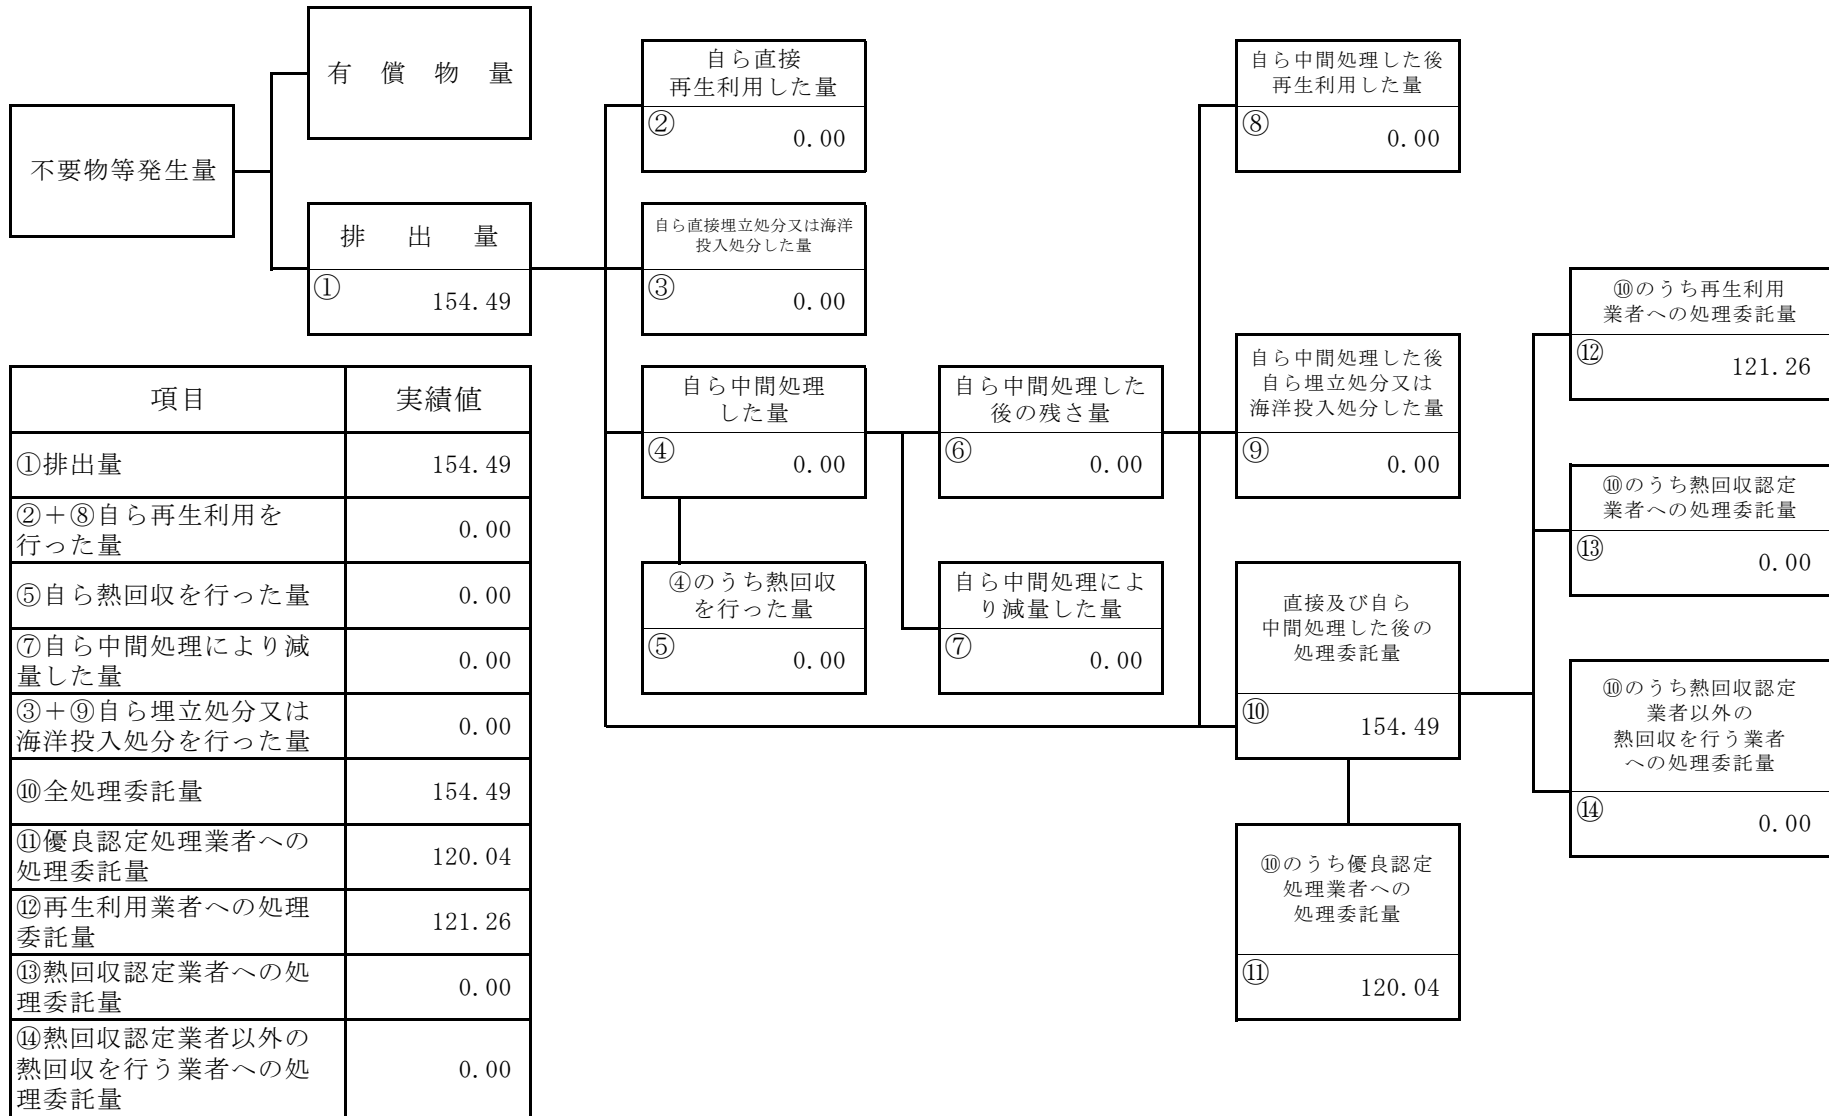 不要物等発生量
有償物量
排出量
①
154.49
自ら直接
再生利用した量
②
0.00
自ら直接埋立処分又は海洋
投入処分した量
③
0.00
自ら中間処理
した量
④
0.00
④のうち熱回収
を行った量
⑤
0.00
自ら中間処理した
後の残さ量
⑥
0.00
自ら中間処理によ
り減量した量
⑦
0.00
自ら中間処理した後
再生利用した量
⑧
0.00
自ら中間処理した後
自ら埋立処分又は
海洋投入処分した量
⑨
0.00
直接及び自ら
中間処理した後の
処理委託量
⑩
154.49
⑩のうち優良認定
処理業者への
処理委託量
⑪
120.04
⑩のうち再生利用
業者への処理委託量
⑫
121.26
⑩のうち熱回収認定
業者への処理委託量
⑬
0.00
⑩のうち熱回収認定
業者以外の
熱回収を行う業者
への処理委託量
⑭
0.00
項目 実績値
①排出量 154.49
②+⑧自ら再生利用を
行った量 0.00
⑤自ら熱回収を行った量 0.00
⑦自ら中間処理により減
量した量 0.00
③+⑨自ら埋立処分又は
海洋投入処分を行った量 0.00
⑩全処理委託量 154.49
⑪優良認定処理業者への
処理委託量 120.04
⑫再生利用業者への処理
委託量 121.26
⑬熱回収認定業者への処
理委託量 0.00
⑭熱回収認定業者以外の
熱回収を行う業者への処 0.00
理委託量